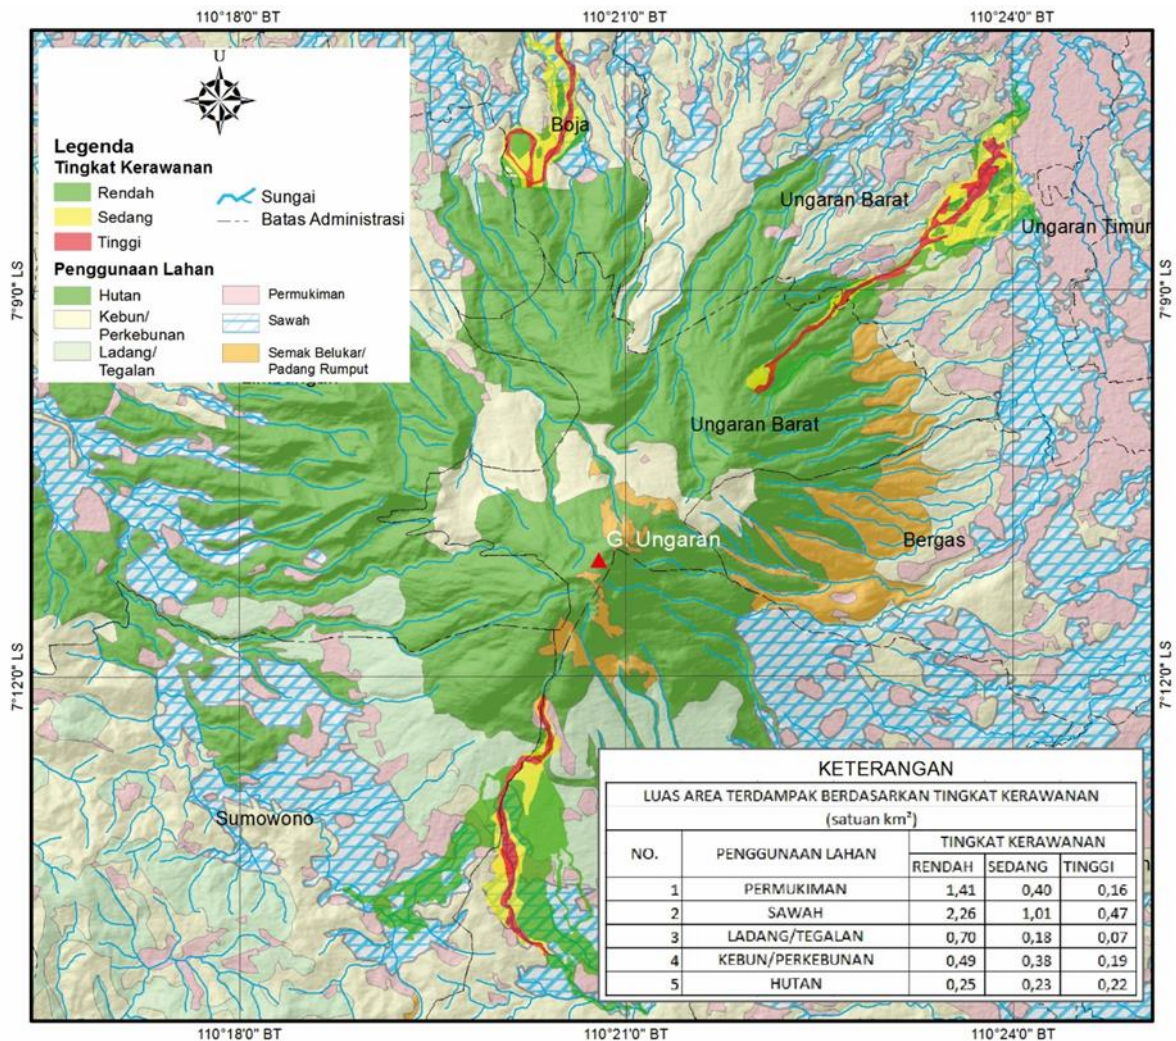 110°18'0" BT 110°21'0" BT 110°24'0" BT
U
Legenda
Tingkat Kerawanan
Rendah
Sedang
Tinggi
Sungai
Batas Administrasi
Penggunaan Lahan
Hutan
Kebun/
Perkebunan
Ladang/
Tegalan
Permukiman
Sawah
Semak Belukar/
Padang Rumput
Boja
Ungaran Barat
Ungaran Timur
7°9'0" LS 7°9'0" LS
Ungaran Barat
G. Ungaran
Bergas
7°12'0" LS 7°12'0" LS
Sumowono
KETERANGAN
LUAS AREA TERDAMPAK BERDASARKAN TINGKAT KERAWANAN
(satuan km²)
NO. PENGGUNAAN LAHAN TINGKAT KERAWANAN
RENDAH SEDANG TINGGI
1 PERMUKIMAN 1,41 0,40 0,16
2 SAWAH 2,26 1,01 0,47
3 LADANG/TEGALAN 0,70 0,18 0,07
4 KEBUN/PERKEBUNAN 0,49 0,38 0,19
5 HUTAN 0,25 0,23 0,22
110°18'0" BT 110°21'0" BT 110°24'0" BT